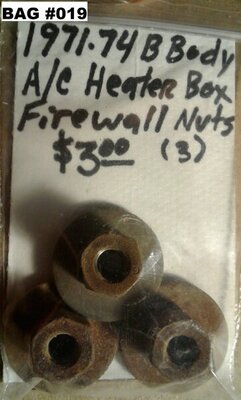 BAG #019
1971-74 B Body
A/C Heater Box
Firewall Nuts
$3.00 (3)